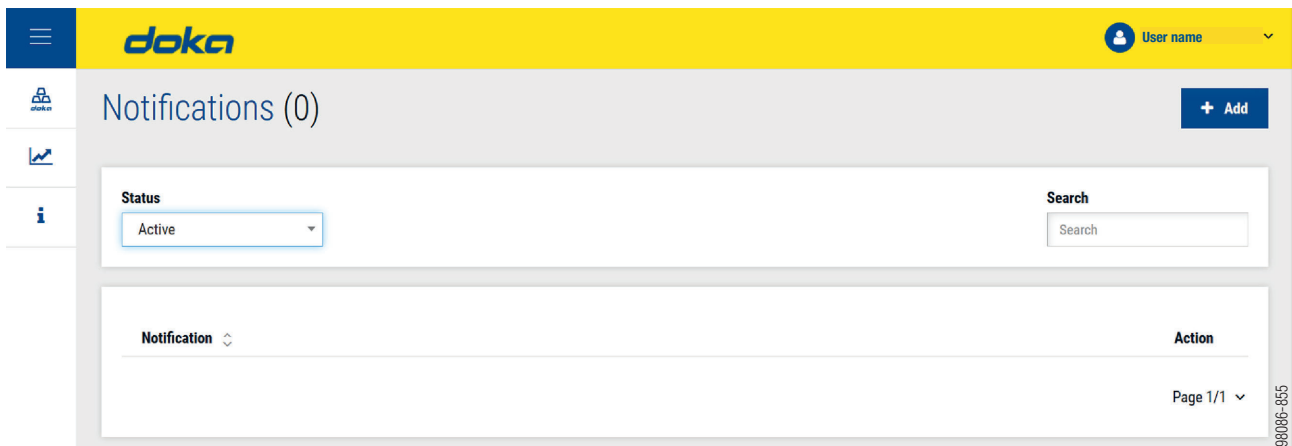 doka
User name
doka
Notifications (0)
+ Add
Status
Search
Active
Search
Notification
Action
Page 1/1
98086-855